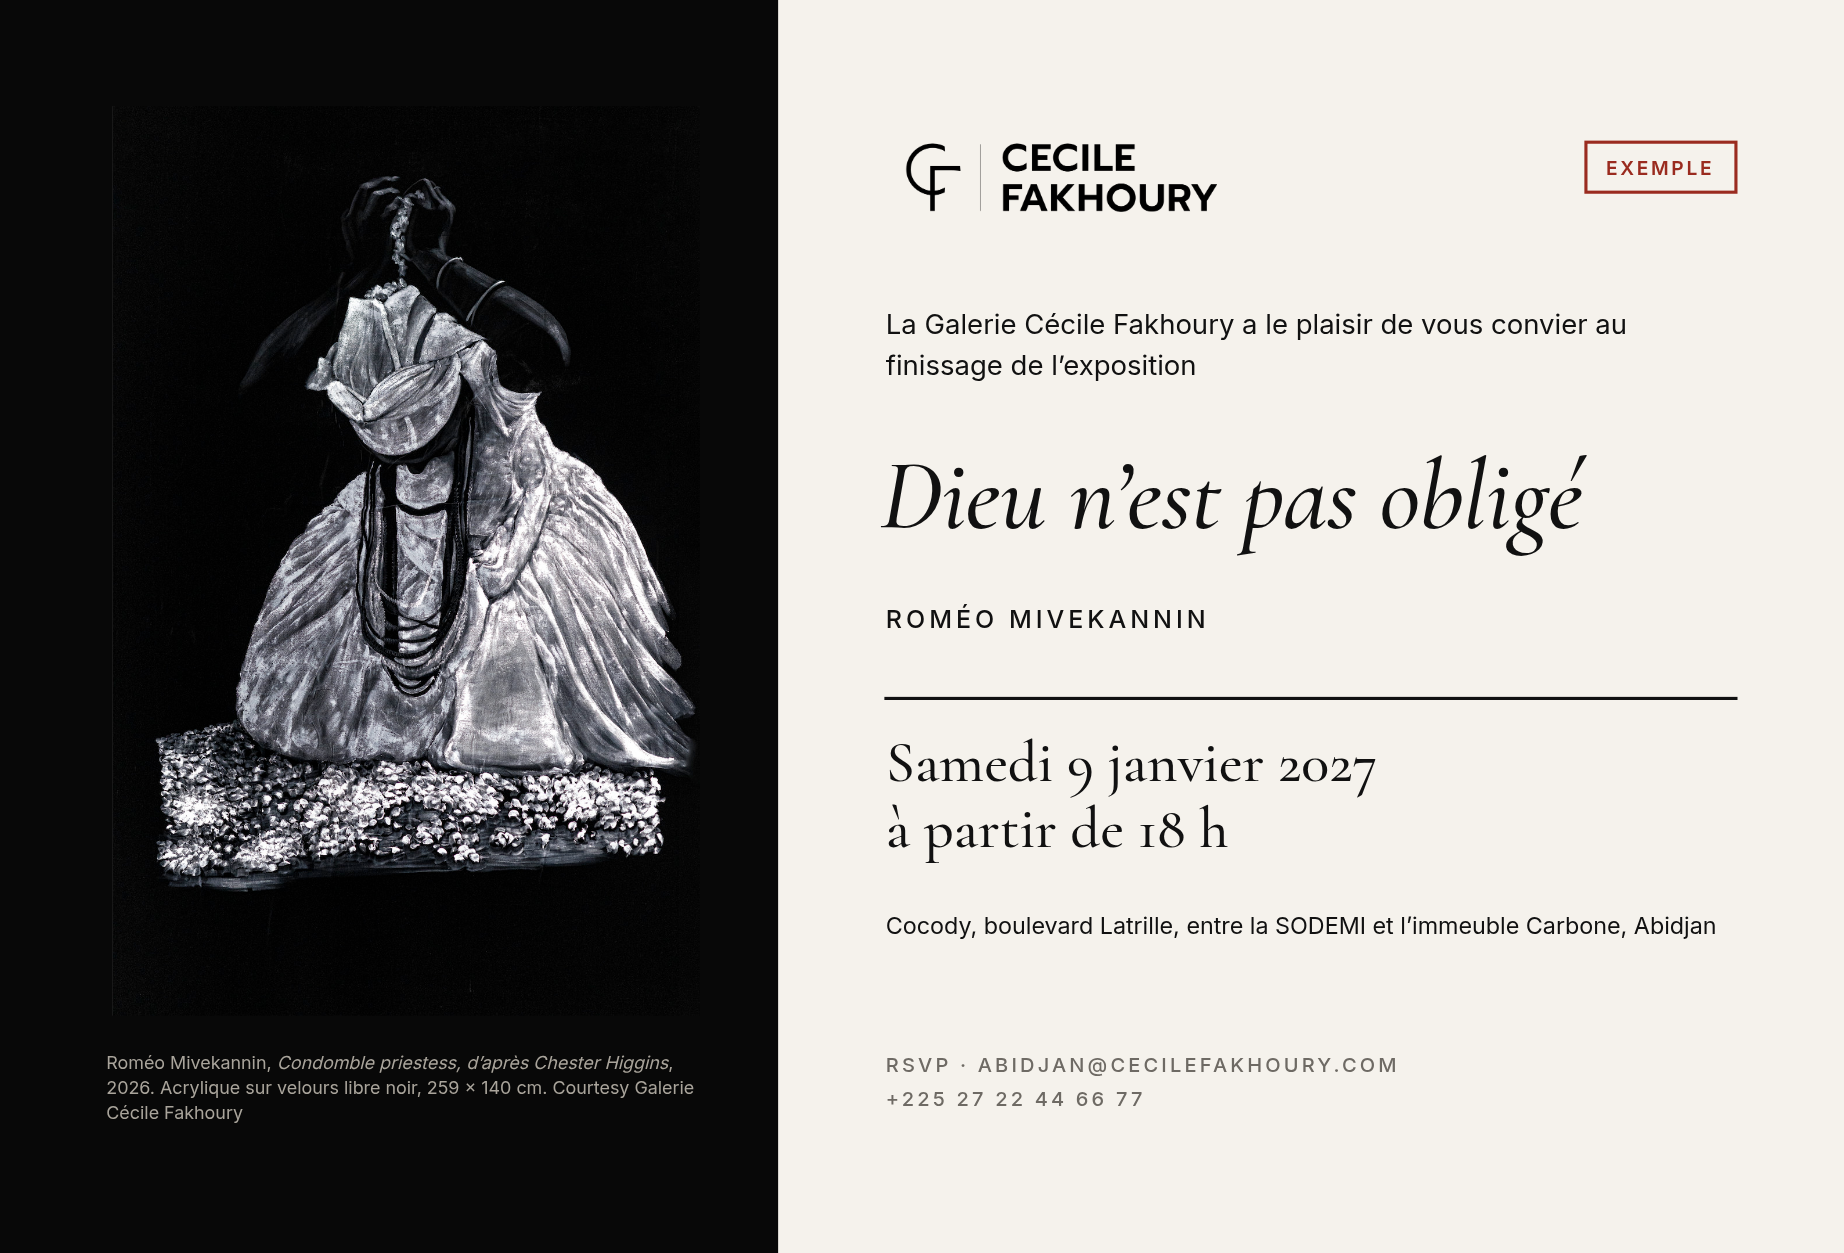 Roméo Mivekannin, Condomble priestess, d’après Chester Higgins,
2026. Acrylique sur velours libre noir, 259 × 140 cm. Courtesy Galerie
Cécile Fakhoury
CF
CECILE
FAKHOURY
EXEMPLE
La Galerie Cécile Fakhoury a le plaisir de vous convier au
finissage de l’exposition
Dieu n’est pas obligé
ROMÉO MIVEKANNIN
Samedi 9 janvier 2027
à partir de 18 h
Cocody, boulevard Latrille, entre la SODEMI et l’immeuble Carbone, Abidjan
RSVP · ABIDJAN@CECILEFAKHOURY.COM
+225 27 22 44 66 77